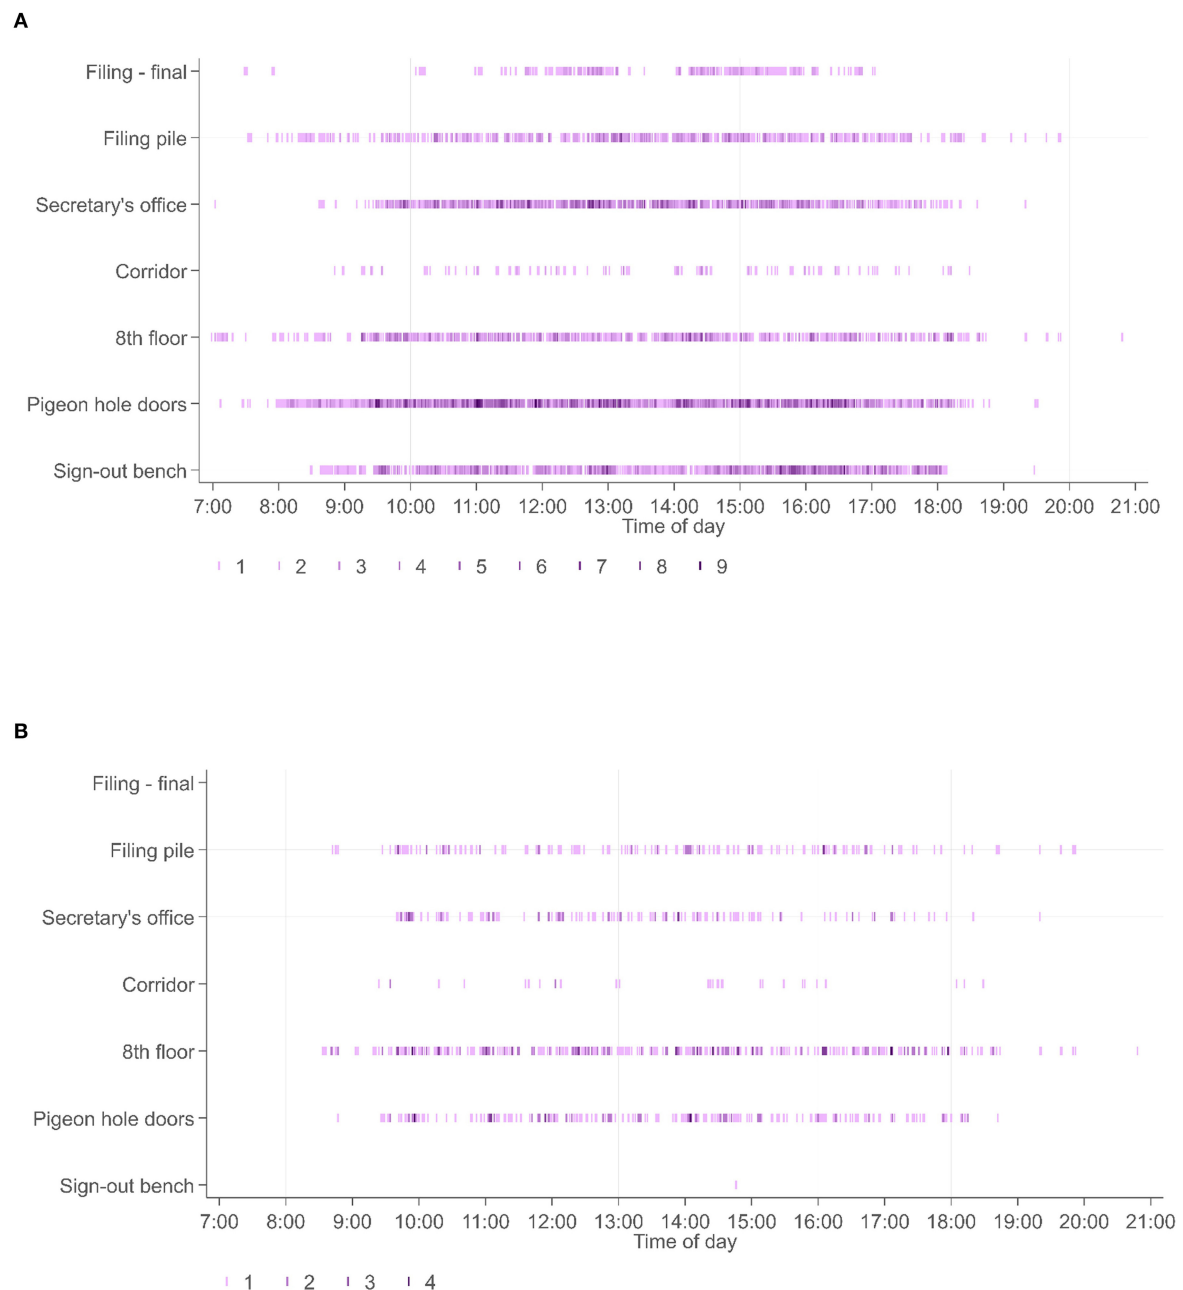 A
Filing - final
Filing pile
Secretary's office
Corridor
8th floor
Pigeon hole doors
Sign-out bench
7:00 8:00 9:00 10:00 11:00 12:00 13:00 14:00 15:00 16:00 17:00 18:00 19:00 20:00 21:00
Time of day
1 2 3 4 5 6 7 8 9
B
Filing - final
Filing pile
Secretary's office
Corridor
8th floor
Pigeon hole doors
Sign-out bench
7:00 8:00 9:00 10:00 11:00 12:00 13:00 14:00 15:00 16:00 17:00 18:00 19:00 20:00 21:00
Time of day
1 2 3 4